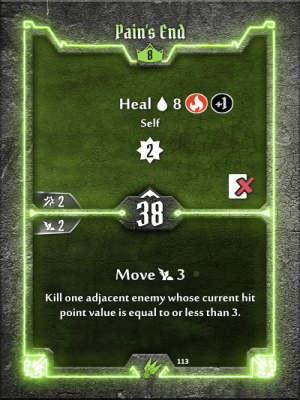 Pain's End
8
Heal 8 +1
Self
2
2
38
2
Move 3
Kill one adjacent enemy whose current hit
point value is equal to or less than 3.
113